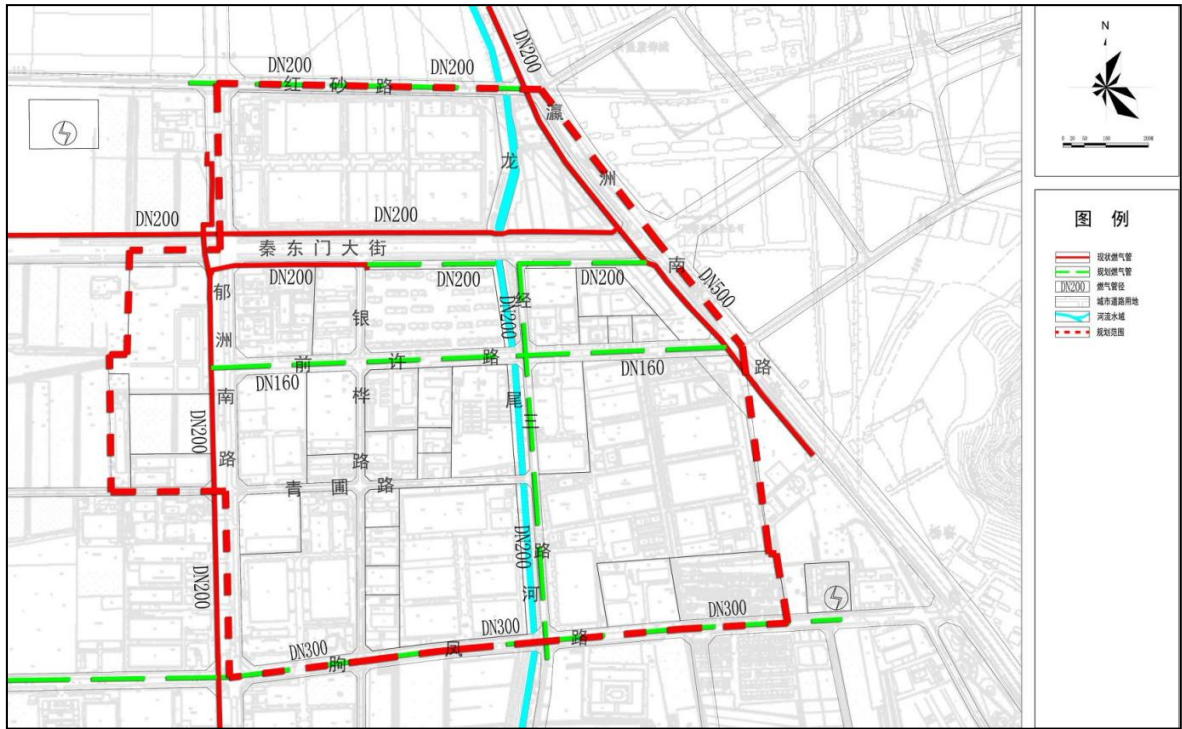 DN200
DN200
DN200
红砂路
瀛洲南路
龙尾河
DN200
DN200
秦东门大街
DN200
DN200
DN200
DN500
郁洲南路
银桦路
经三路
DN200
前许路
DN160
DN160
DN200
青圃路
DN200
DN200
DN300
DN300
DN300
朐凤路
N
图 例
现状燃气管
规划燃气管
DN200 燃气管径
城市道路用地
河流水域
规划范围